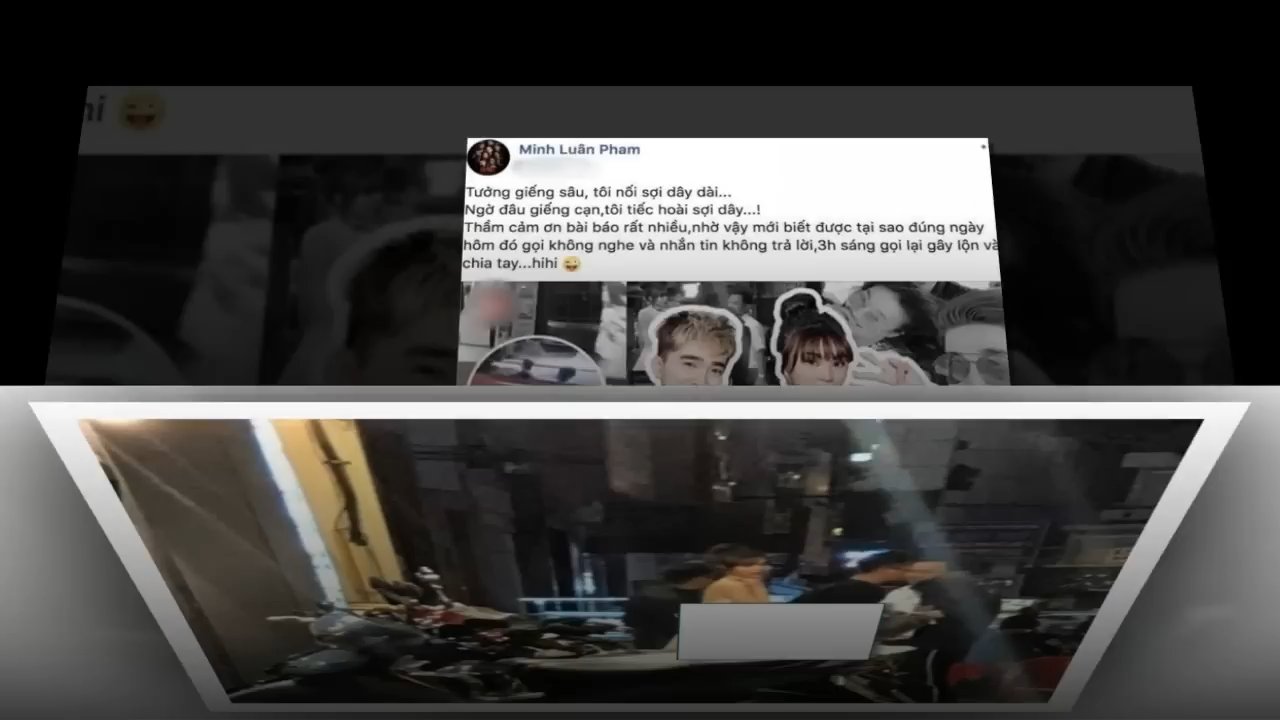 hi 😜
Minh Luân Pham
Tưởng giếng sâu, tôi nối sợi dây dài...
Ngờ đâu giếng cạn,tôi tiếc hoài sợi dây...!
Thầm cảm ơn bài báo rất nhiều,nhờ vậy mới biết được tại sao đúng ngày
hôm đó gọi không nghe và nhắn tin không trả lời,3h sáng gọi lại gây lộn và
chia tay...hihi 😜